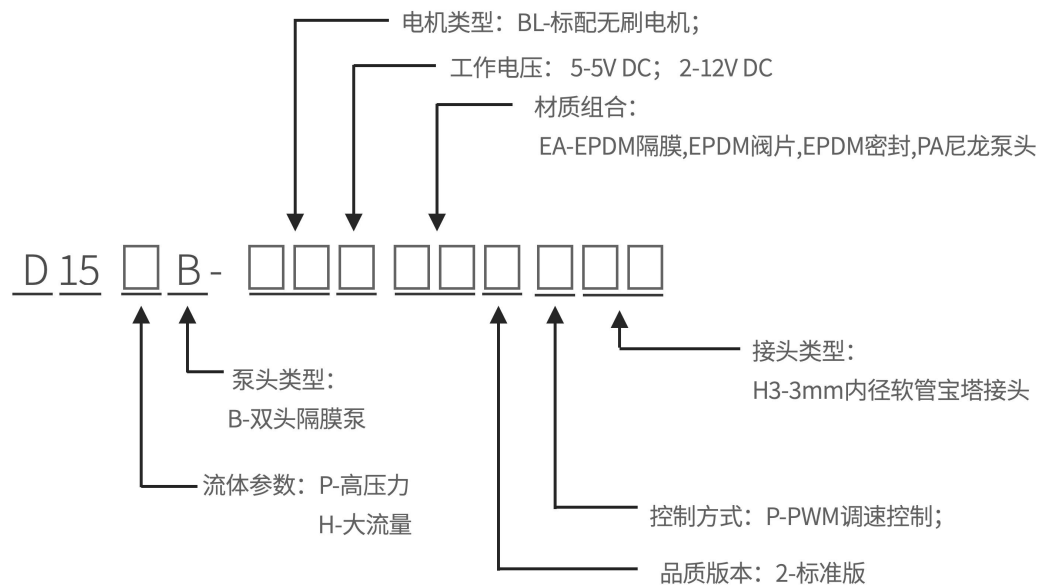 电机类型：BL-标配无刷电机；
工作电压： 5-5V DC； 2-12V DC
材质组合：
EA-EPDM隔膜,EPDM阀片,EPDM密封,PA尼龙泵头
D 15 □ B - □□□ □□□ □□□
接头类型：
H3-3mm内径软管宝塔接头
泵头类型：
B-双头隔膜泵
流体参数：P-高压力
H-大流量
控制方式：P-PWM调速控制；
品质版本：2-标准版